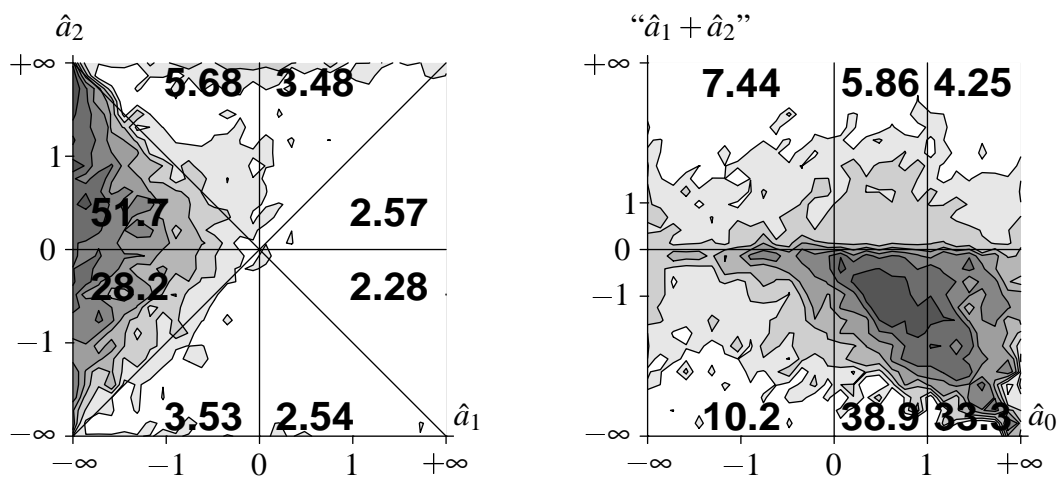 â₂
+∞
5.68 3.48
1
51.7 2.57
0
28.2 2.28
−1
3.53 2.54 â₁
−∞
−∞ −1 0 1 +∞
“â₁ + â₂”
+∞
7.44 5.86 4.25
1
0
−1
10.2 38.9 33.3 â₀
−∞
−∞ −1 0 1 +∞